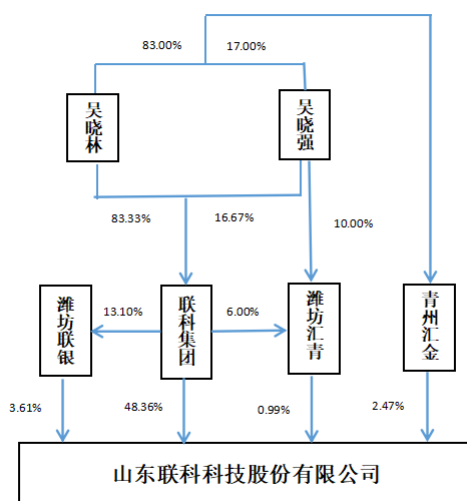 83.00%
17.00%
吴晓林
吴晓强
83.33%
16.67%
10.00%
潍坊联银
13.10%
联科集团
6.00%
潍坊汇青
青州汇金
3.61%
48.36%
0.99%
2.47%
山东联科科技股份有限公司